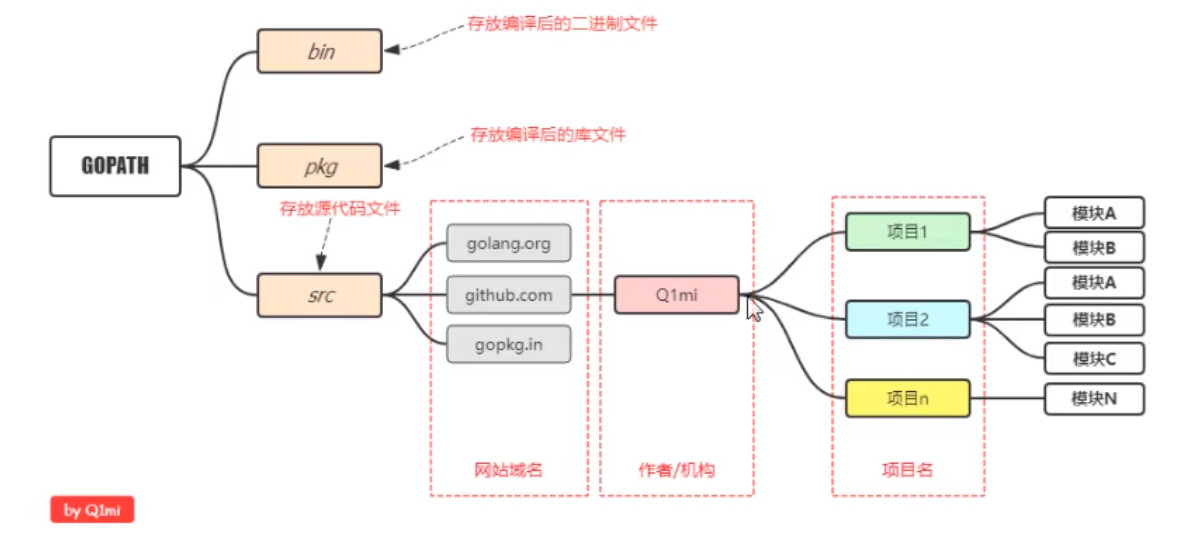 存放编译后的二进制文件
bin
GOPATH
存放编译后的库文件
pkg
存放源代码文件
src
golang.org
github.com
gopkg.in
网站域名
Q1mi
作者/机构
项目1
项目2
项目n
项目名
模块A
模块B
模块A
模块B
模块C
模块N
by Q1mi